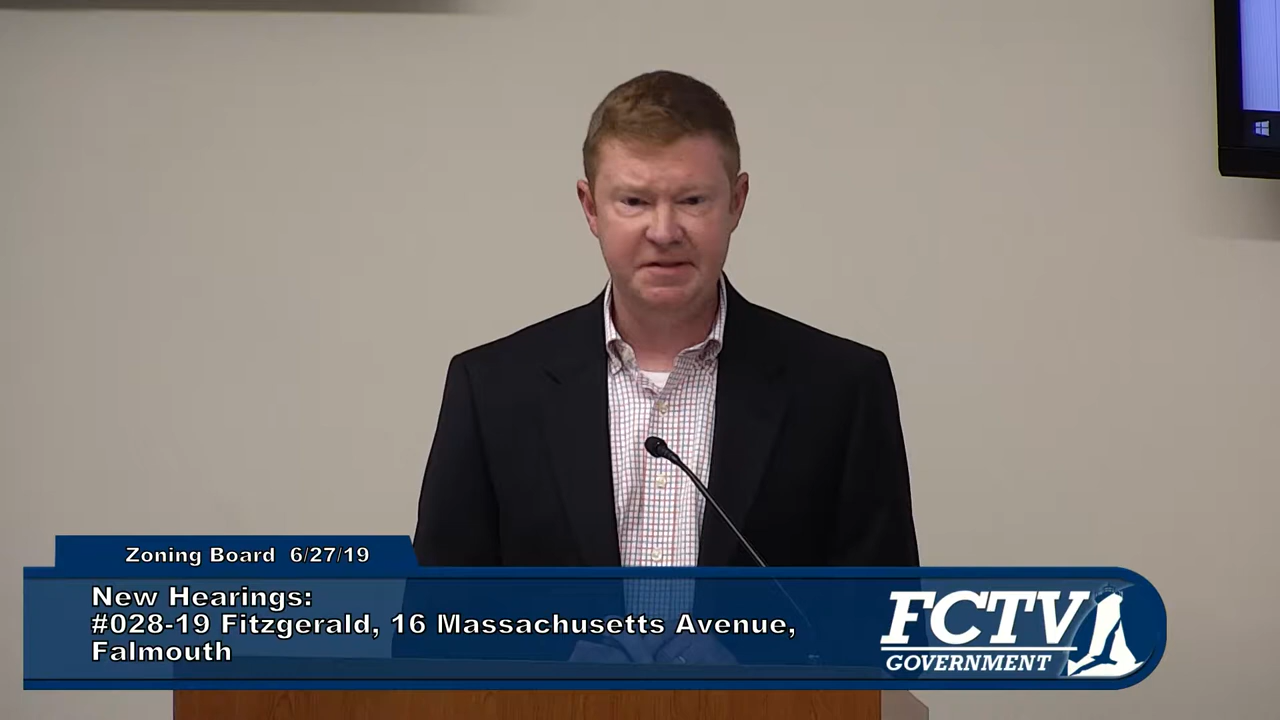 Zoning Board 6/27/19
New Hearings:
#028-19 Fitzgerald, 16 Massachusetts Avenue,
Falmouth
FCTV
GOVERNMENT